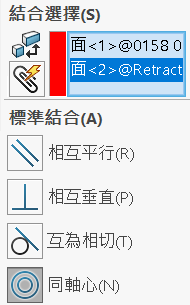 結合選擇(S)
面<1>@0158 0
面<2>@Retract
標準結合(A)
相互平行(R)
相互垂直(P)
互為相切(T)
同軸心(N)